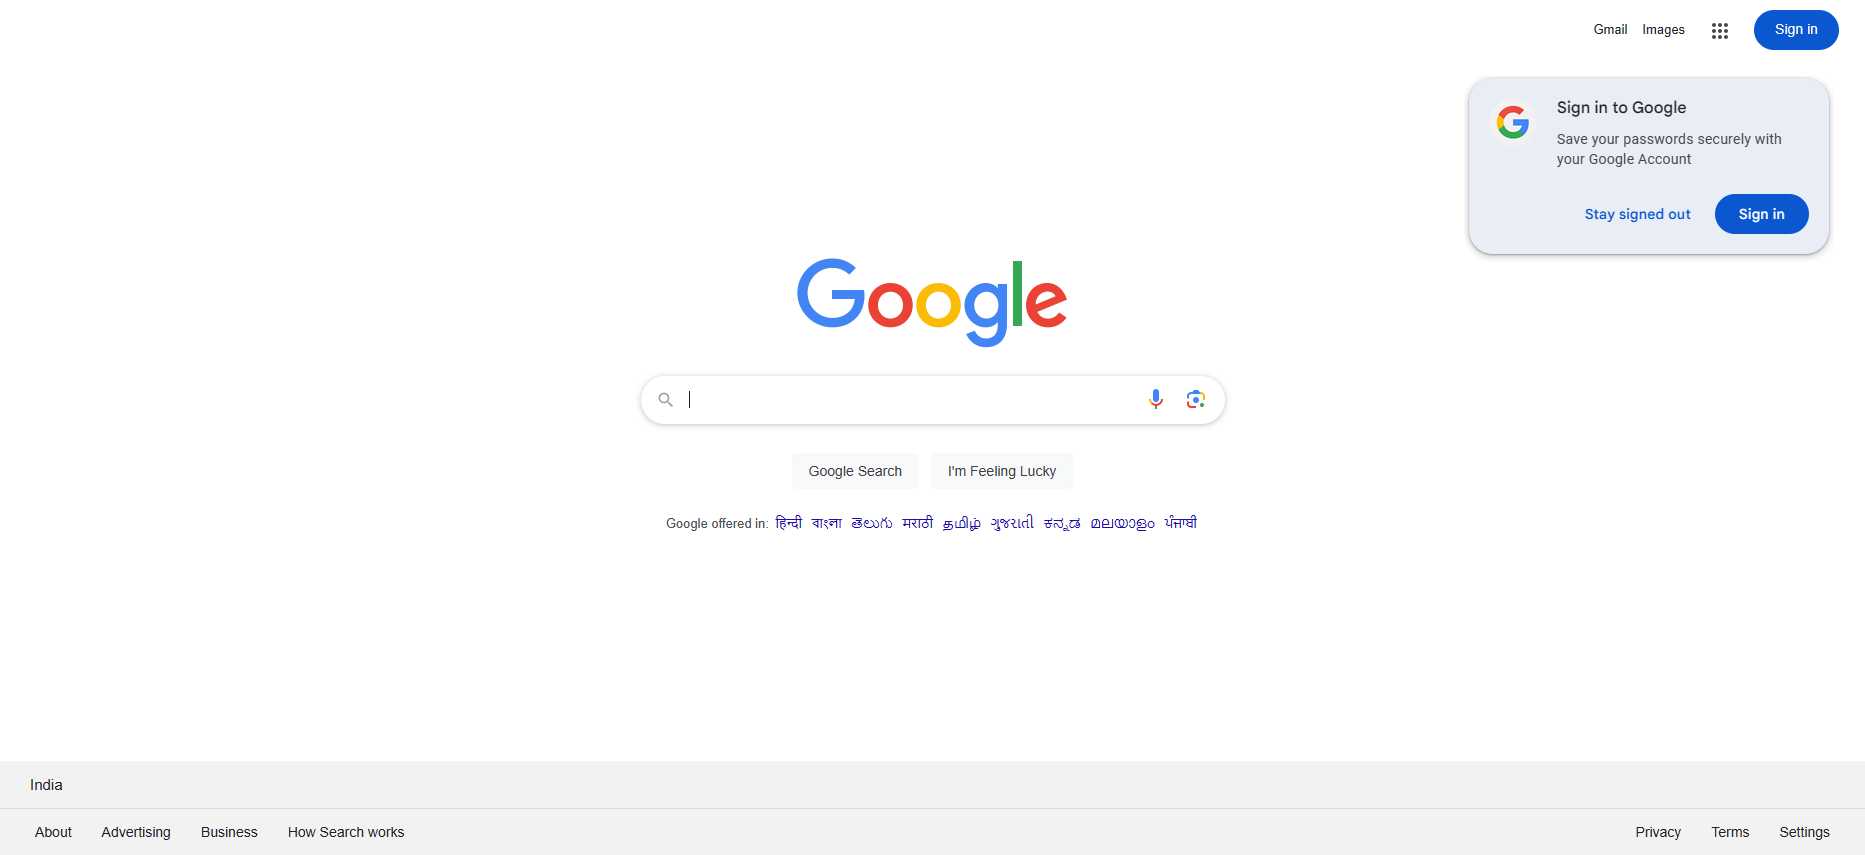 Gmail Images Sign in
Sign in to Google
Save your passwords securely with
your Google Account
Stay signed out Sign in
Google
Google Search I'm Feeling Lucky
Google offered in: हिन्दी বাংলা తెలుగు मराठी தமிழ் ગુજરાતી ಕನ್ನಡ മലയാളം ਪੰਜਾਬੀ
India
About Advertising Business How Search works Privacy Terms Settings